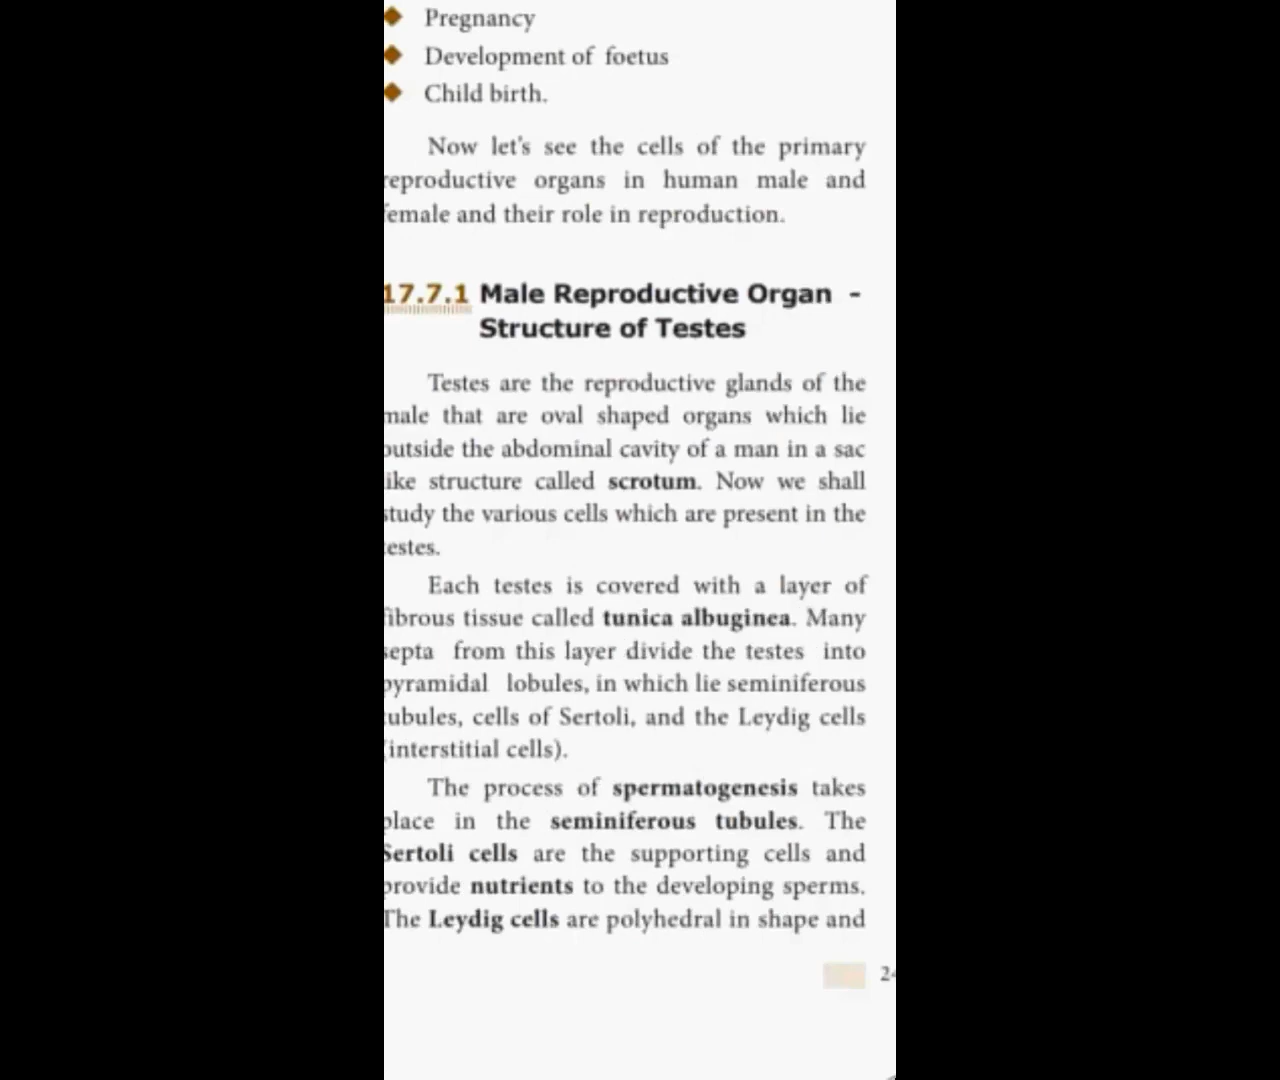 Pregnancy
Development of foetus
Child birth.
Now let's see the cells of the primary
reproductive organs in human male and
female and their role in reproduction.
17.7.1 Male Reproductive Organ -
Structure of Testes
Testes are the reproductive glands of the
male that are oval shaped organs which lie
outside the abdominal cavity of a man in a sac
like structure called scrotum. Now we shall
study the various cells which are present in the
testes.
Each testes is covered with a layer of
fibrous tissue called tunica albuginea. Many
septa from this layer divide the testes into
pyramidal lobules, in which lie seminiferous
tubules, cells of Sertoli, and the Leydig cells
(interstitial cells).
The process of spermatogenesis takes
place in the seminiferous tubules. The
Sertoli cells are the supporting cells and
provide nutrients to the developing sperms.
The Leydig cells are polyhedral in shape and